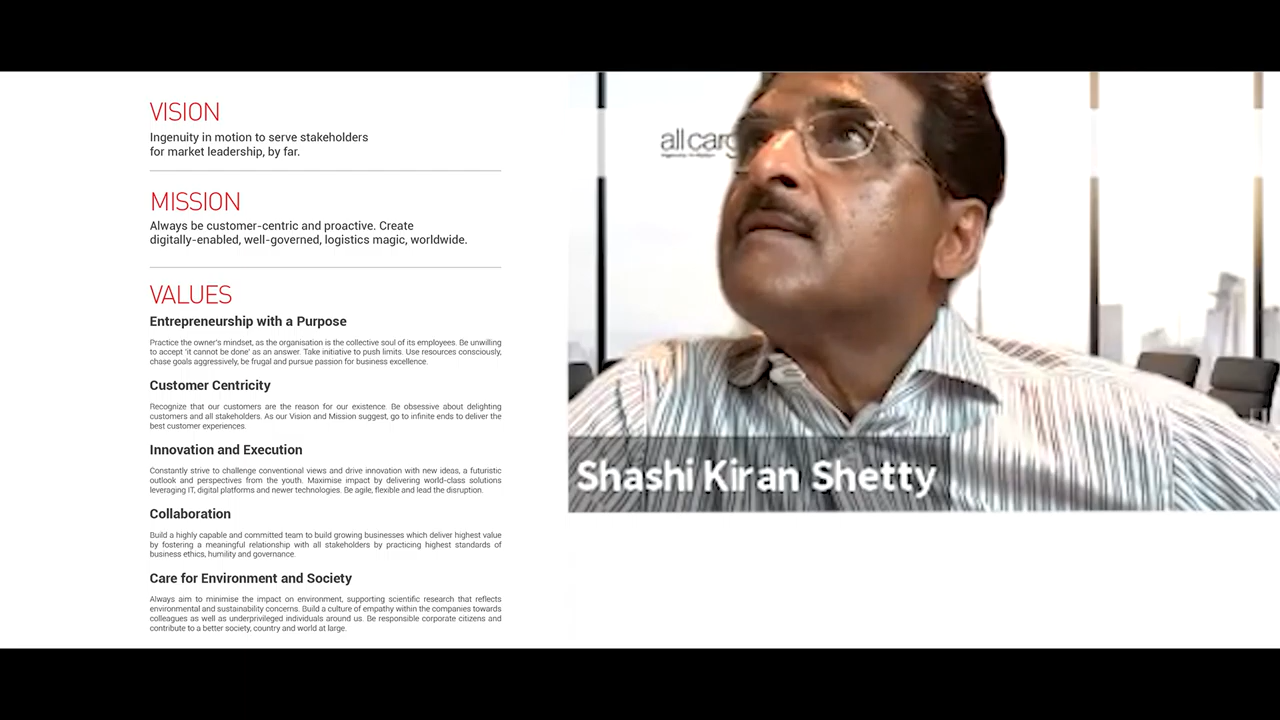 VISION
Ingenuity in motion to serve stakeholders
for market leadership, by far.
MISSION
Always be customer-centric and proactive. Create
digitally-enabled, well-governed, logistics magic, worldwide.
VALUES
Entrepreneurship with a Purpose
Practice the owner's mindset, as the organisation is the collective soul of its employees. Be unwilling
to accept 'it cannot be done' as an answer. Take initiative to push limits. Use resources consciously,
chase goals aggressively, be frugal and pursue passion for business excellence.
Customer Centricity
Recognize that our customers are the reason for our existence. Be obsessive about delighting
customers and all stakeholders. As our Vision and Mission suggest, go to infinite ends to deliver the
best customer experiences.
Innovation and Execution
Constantly strive to challenge conventional views and drive innovation with new ideas, a futuristic
outlook and perspectives from the youth. Maximise impact by delivering world-class solutions
leveraging IT, digital platforms and newer technologies. Be agile, flexible and lead the disruption.
Collaboration
Build a highly capable and committed team to build growing businesses which deliver highest value
by fostering a meaningful relationship with all stakeholders by practicing highest standards of
business ethics, humility and governance.
Care for Environment and Society
Always aim to minimise the impact on environment, supporting scientific research that reflects
environmental and sustainability concerns. Build a culture of empathy within the companies towards
colleagues as well as underprivileged individuals around us. Be responsible corporate citizens and
contribute to a better society, country and world at large.
all carg
Shashi Kiran Shetty